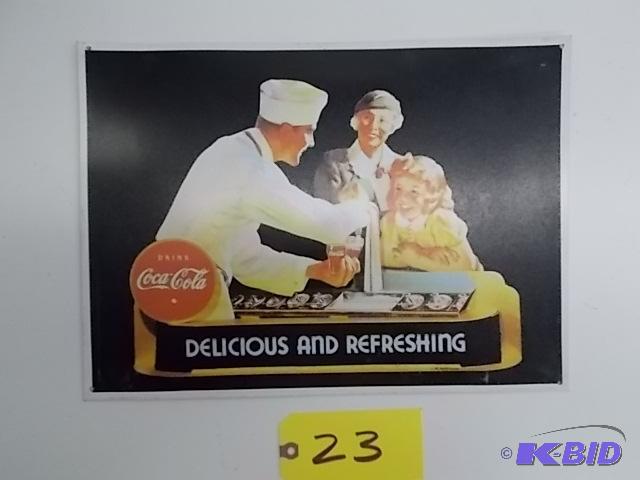 DRINK
Coca-Cola
DELICIOUS AND REFRESHING
23
© K-BID